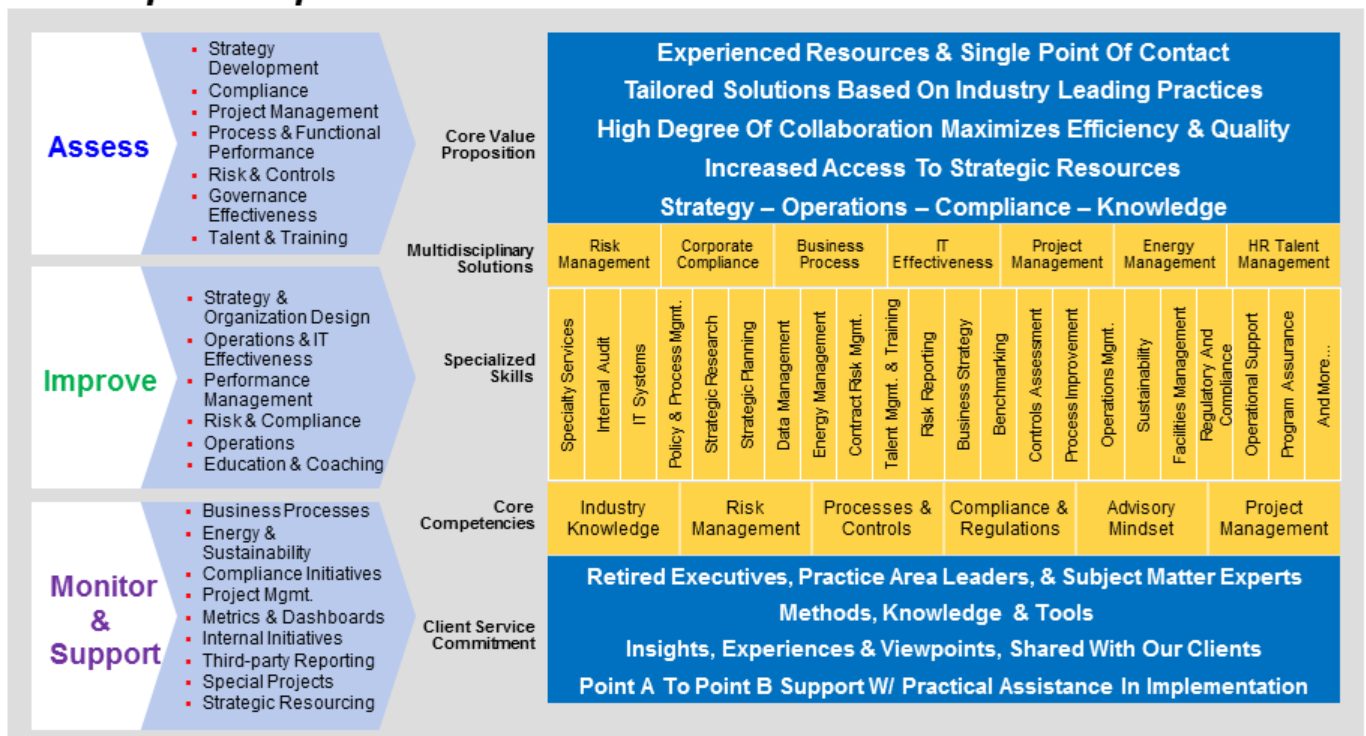 Assess
Strategy
Development
Compliance
Project Management
Process & Functional
Performance
Risk & Controls
Governance
Effectiveness
Talent & Training
Improve
Strategy &
Organization Design
Operations & IT
Effectiveness
Performance
Management
Risk & Compliance
Operations
Education & Coaching
Monitor
&
Support
Business Processes
Energy &
Sustainability
Compliance Initiatives
Project Mgmt.
Metrics & Dashboards
Internal Initiatives
Third-party Reporting
Special Projects
Strategic Resourcing
Core Value
Proposition
Experienced Resources & Single Point Of Contact
Tailored Solutions Based On Industry Leading Practices
High Degree Of Collaboration Maximizes Efficiency & Quality
Increased Access To Strategic Resources
Strategy – Operations – Compliance – Knowledge
Multidisciplinary
Solutions
Risk
Management
Corporate
Compliance
Business
Process
IT
Effectiveness
Project
Management
Energy
Management
HR Talent
Management
Specialized
Skills
Specialty Services
Internal Audit
IT Systems
Policy & Process Mgmt.
Strategic Research
Strategic Planning
Data Management
Energy Management
Contract Risk Mgmt.
Talent Mgmt. & Training
Risk Reporting
Business Strategy
Benchmarking
Controls Assessment
Process Improvement
Operations Mgmt.
Sustainability
Facilities Management
Regulatory And
Compliance
Operational Support
Program Assurance
And More...
Core
Competencies
Industry
Knowledge
Risk
Management
Processes &
Controls
Compliance &
Regulations
Advisory
Mindset
Project
Management
Client Service
Commitment
Retired Executives, Practice Area Leaders, & Subject Matter Experts
Methods, Knowledge & Tools
Insights, Experiences & Viewpoints, Shared With Our Clients
Point A To Point B Support W/ Practical Assistance In Implementation